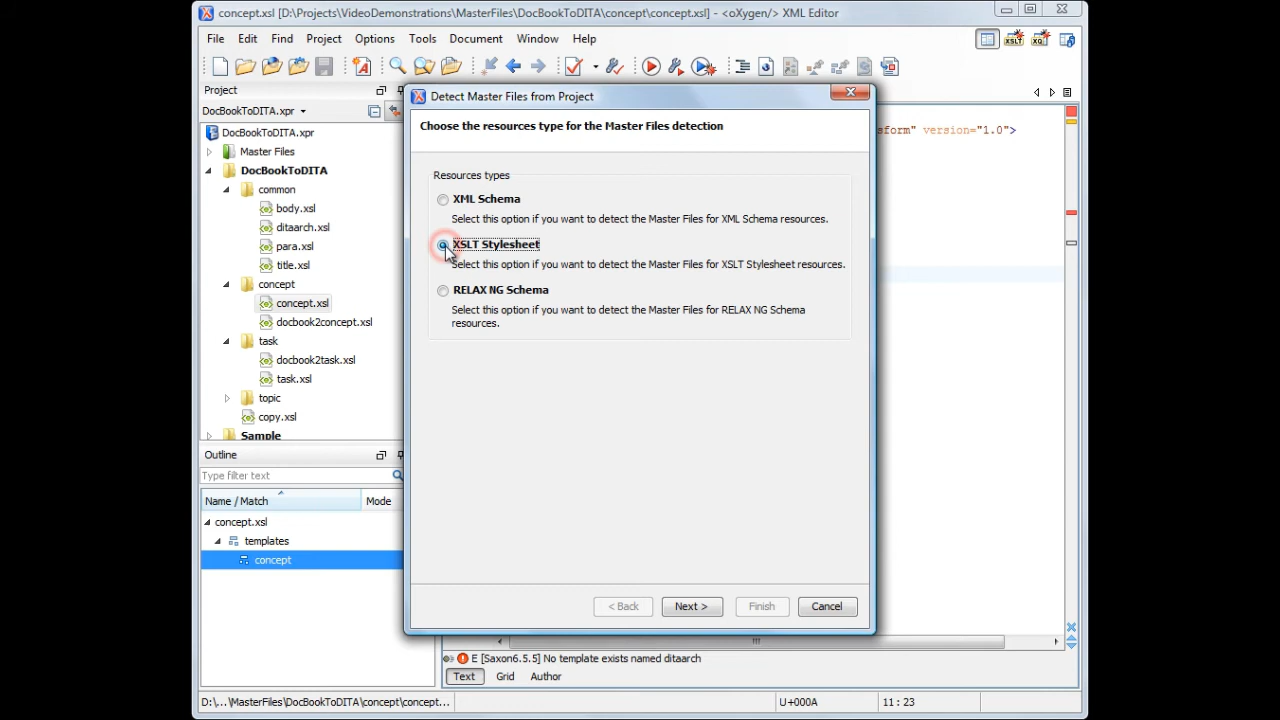 concept.xsl [D:\Projects\VideoDemonstrations\MasterFiles\DocBookToDITA\concept\concept.xsl] - <oXygen/> XML Editor
File Edit Find Project Options Tools Document Window Help
Project
DocBookToDITA.xpr
DocBookToDITA.xpr
Master Files
DocBookToDITA
common
body.xsl
ditaarch.xsl
para.xsl
title.xsl
concept
concept.xsl
docbook2concept.xsl
task
docbook2task.xsl
task.xsl
topic
copy.xsl
Sample
Outline
Type filter text
Name / Match Mode
concept.xsl
templates
concept
Detect Master Files from Project
Choose the resources type for the Master Files detection
Resources types
XML Schema
Select this option if you want to detect the Master Files for XML Schema resources.
XSLT Stylesheet
Select this option if you want to detect the Master Files for XSLT Stylesheet resources.
RELAX NG Schema
Select this option if you want to detect the Master Files for RELAX NG Schema
resources.
< Back Next > Finish Cancel
sform" version="1.0">
E [Saxon6.5.5] No template exists named ditaarch
Text Grid Author
D:\...\MasterFiles\DocBookToDITA\concept\concept... U+000A 11 : 23